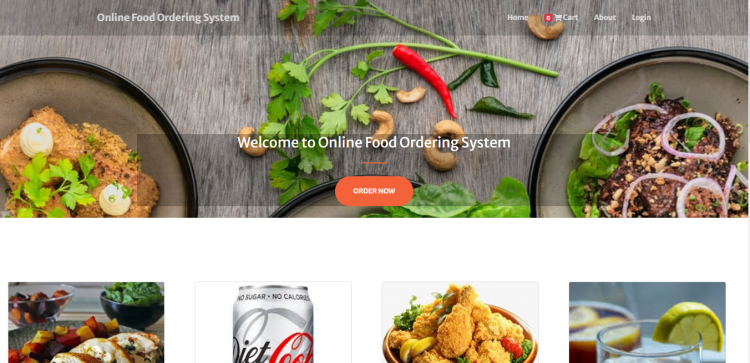 Online Food Ordering System
Home
0 Cart
About
Login
Welcome to Online Food Ordering System
ORDER NOW
NO SUGAR • NO CALORIES
Diet Coke